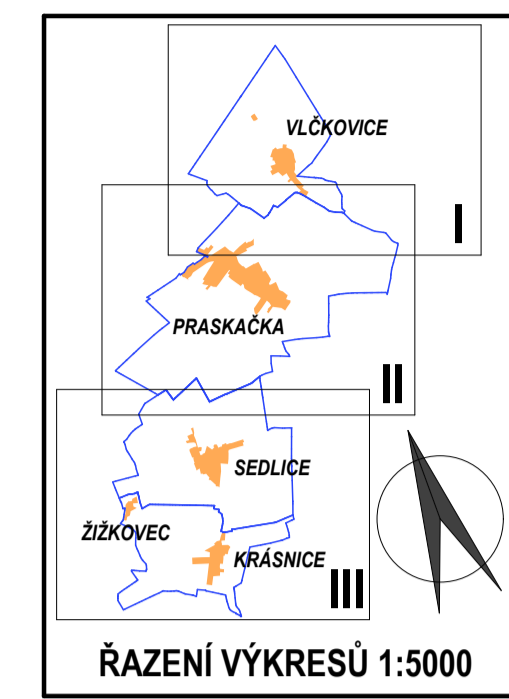 VLČKOVICE
I
PRASKAČKA
II
SEDLICE
ŽIŽKOVEC
KRÁSNICE
III
ŘAZENÍ VÝKRESŮ 1:5000